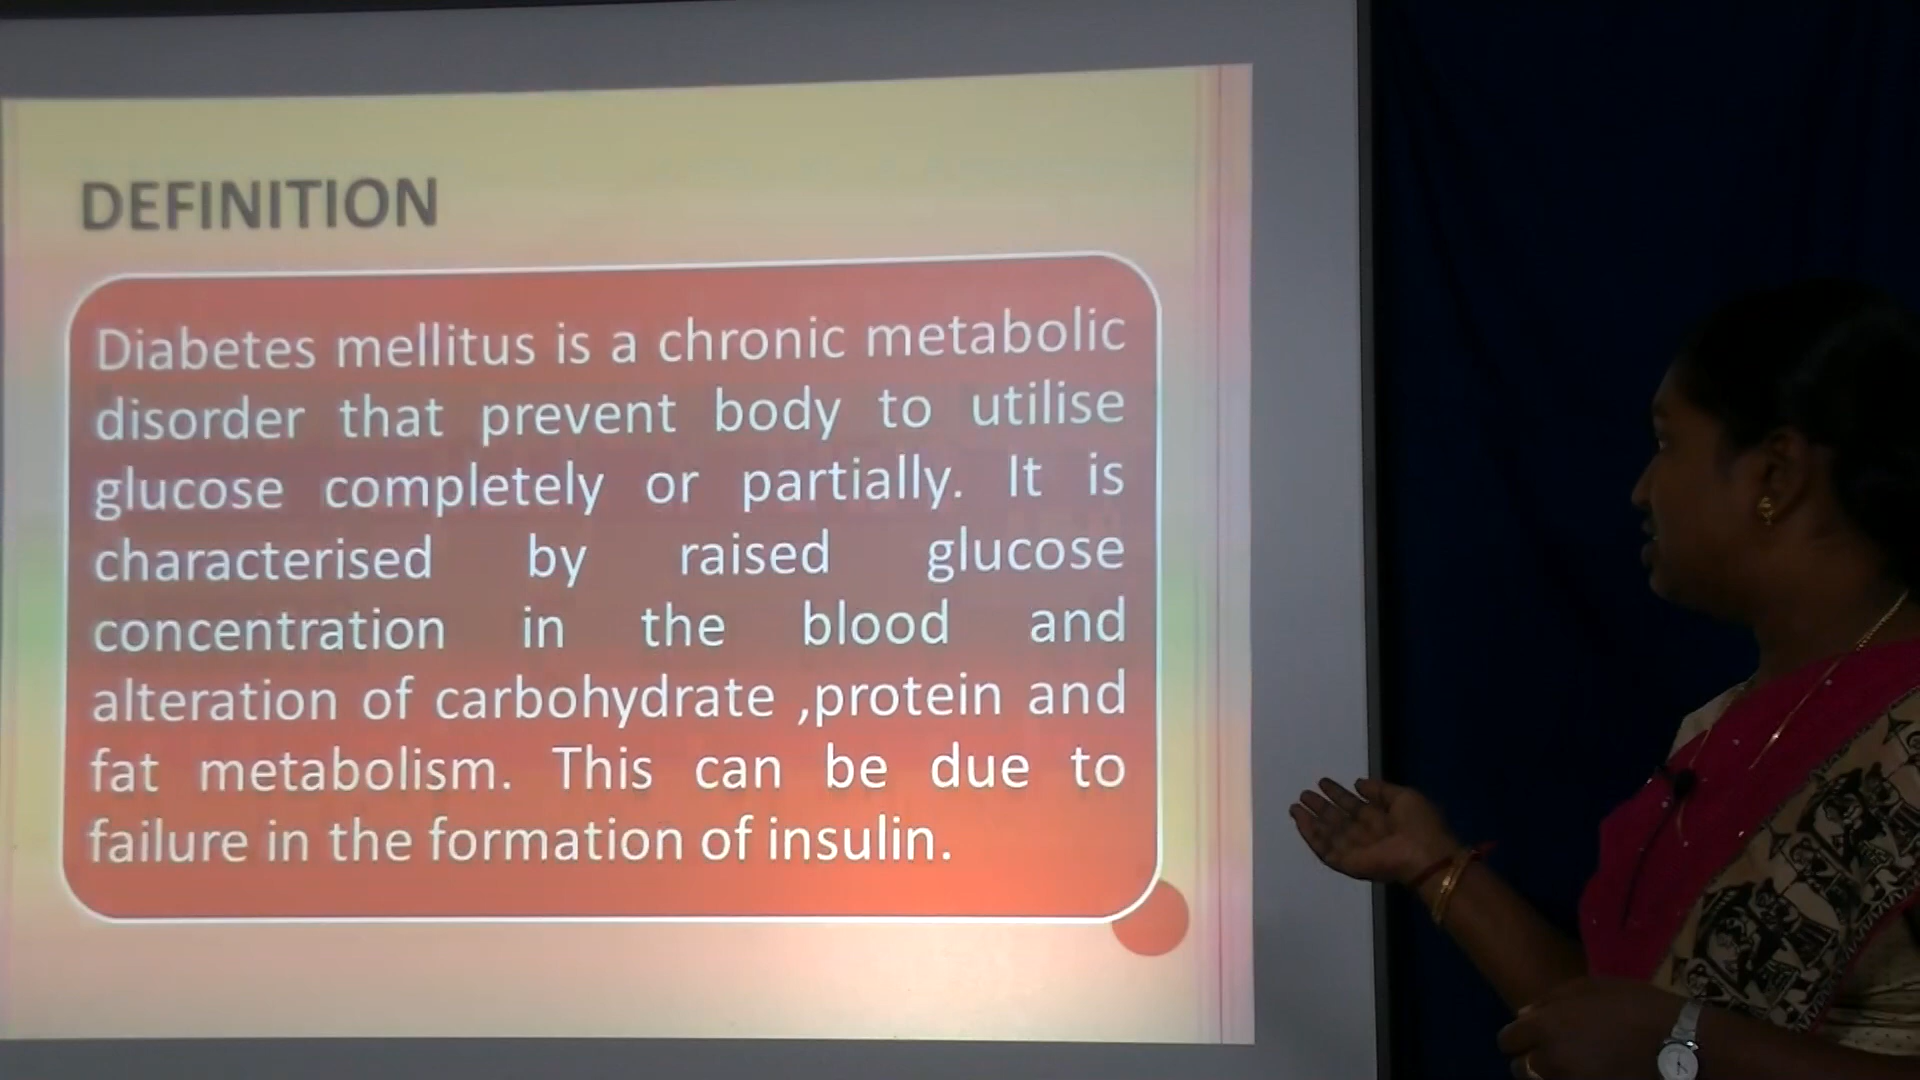 DEFINITION
Diabetes mellitus is a chronic metabolic
disorder that prevent body to utilise
glucose completely or partially. It is
characterised by raised glucose
concentration in the blood and
alteration of carbohydrate ,protein and
fat metabolism. This can be due to
failure in the formation of insulin.